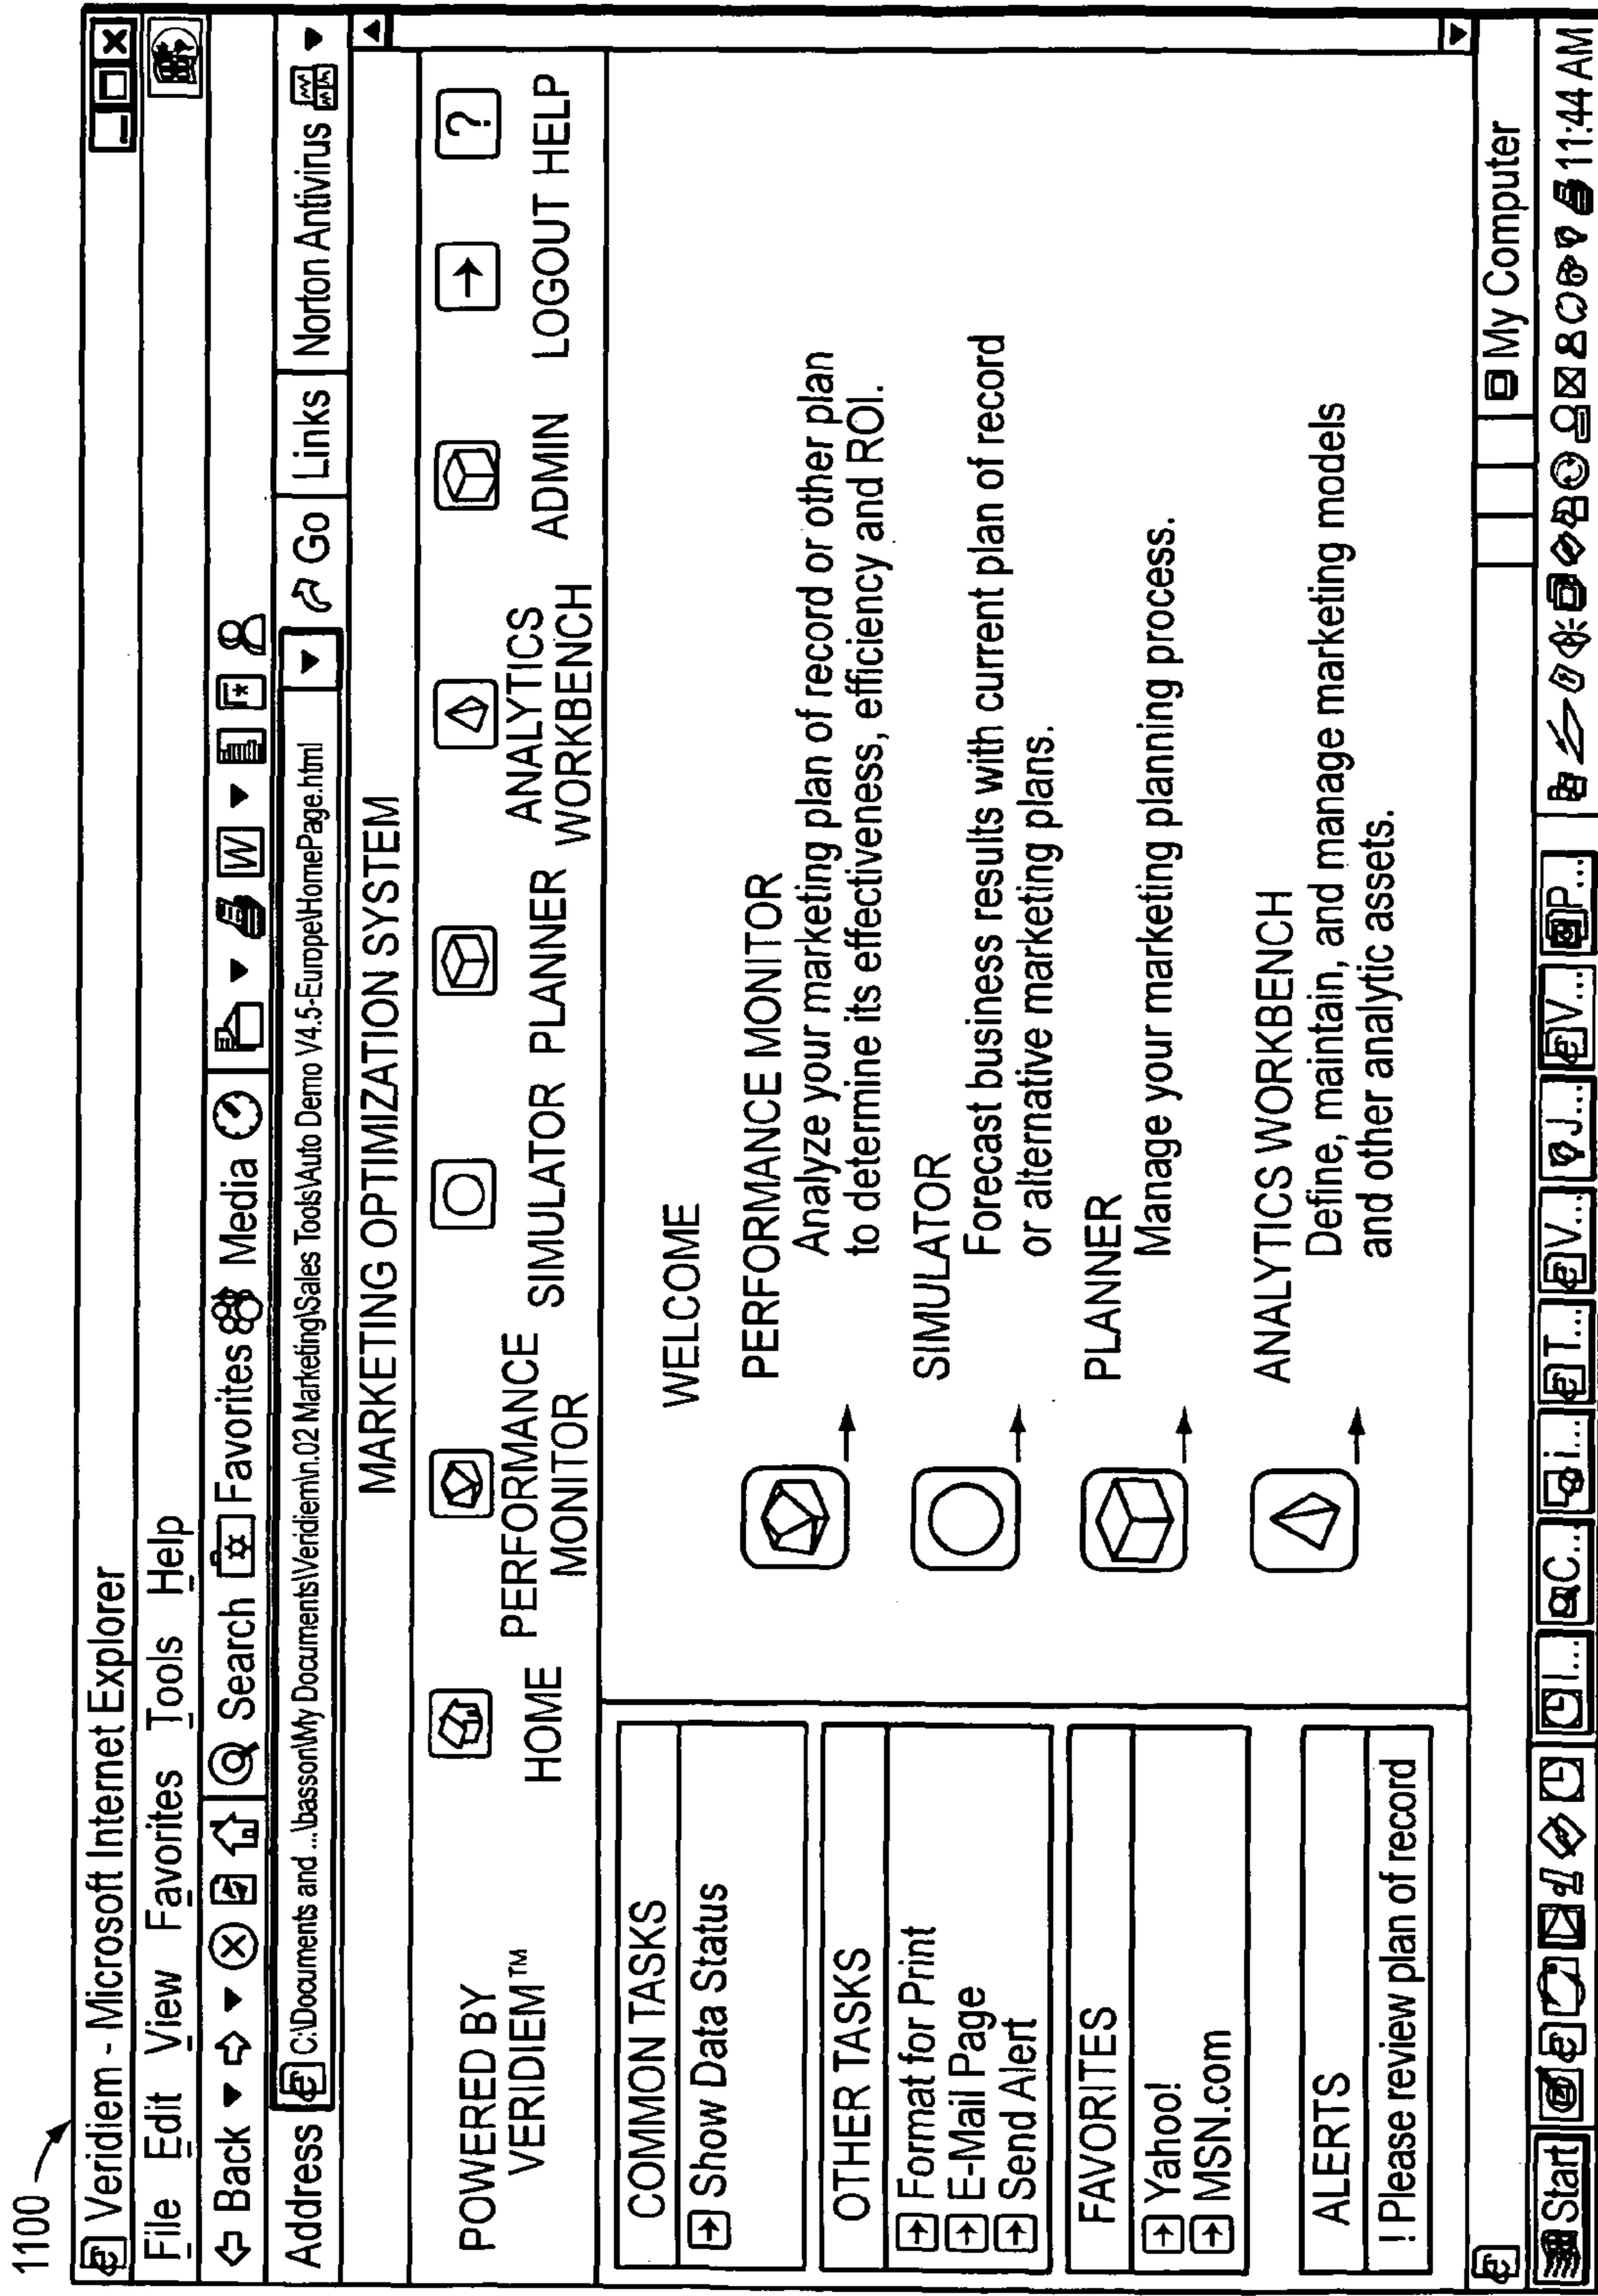 1100
Veridiem - Microsoft Internet Explorer
File Edit View Favorites Tools Help
Back Search Favorites Media W
Address C:\Documents and ...\basson\My Documents\Veridiem\n.02 Marketing\Sales Tools\Auto Demo V4.5-Europe\HomePage.html Go Links Norton Antivirus
MARKETING OPTIMIZATION SYSTEM
POWERED BY
VERIDIEM™
HOME
PERFORMANCE
MONITOR
SIMULATOR
PLANNER
ANALYTICS
WORKBENCH
ADMIN
LOGOUT
? HELP
COMMON TASKS
Show Data Status
OTHER TASKS
Format for Print
E-Mail Page
Send Alert
FAVORITES
Yahoo!
MSN.com
ALERTS
! Please review plan of record
WELCOME
PERFORMANCE MONITOR
Analyze your marketing plan of record or other plan
to determine its effectiveness, efficiency and ROI.
SIMULATOR
Forecast business results with current plan of record
or alternative marketing plans.
PLANNER
Manage your marketing planning process.
ANALYTICS WORKBENCH
Define, maintain, and manage marketing models
and other analytic assets.
My Computer
Start I... C... i... T... V... J... V... P... 11:44 AM